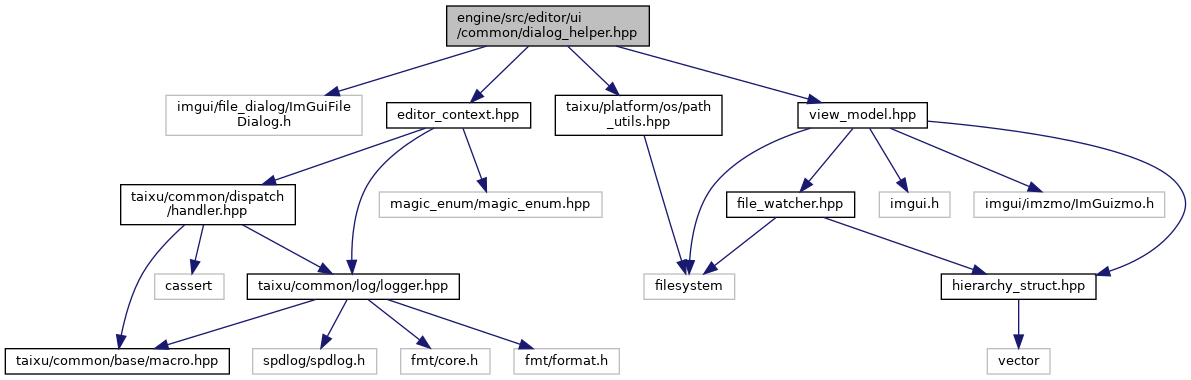 engine/src/editor/ui
/common/dialog_helper.hpp
imgui/file_dialog/ImGuiFile
Dialog.h
editor_context.hpp
taixu/platform/os/path
_utils.hpp
view_model.hpp
taixu/common/dispatch
/handler.hpp
magic_enum/magic_enum.hpp
file_watcher.hpp
imgui.h
imgui/imzmo/ImGuizmo.h
cassert
taixu/common/log/logger.hpp
filesystem
hierarchy_struct.hpp
taixu/common/base/macro.hpp
spdlog/spdlog.h
fmt/core.h
fmt/format.h
vector